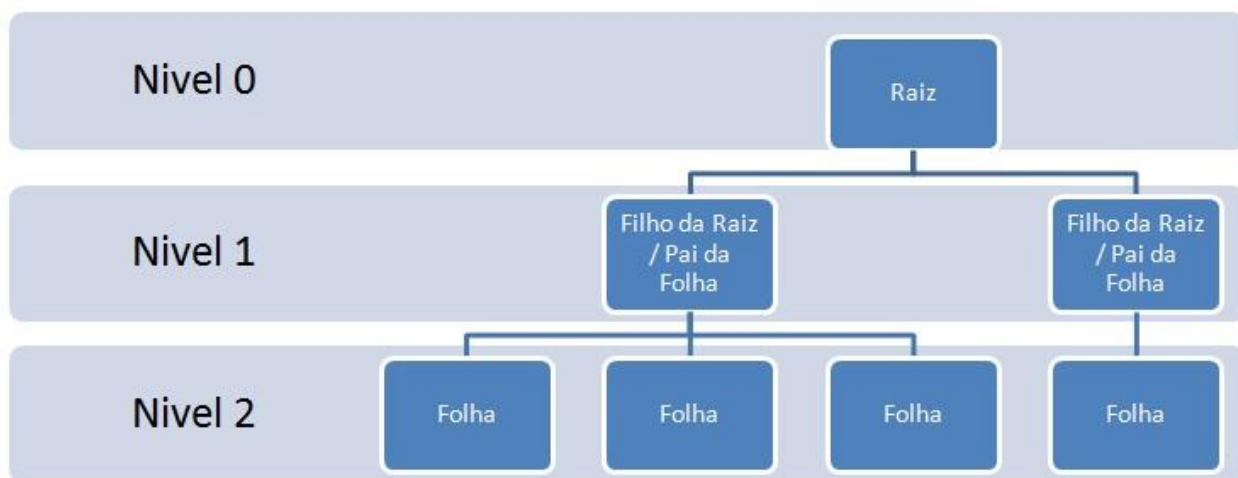 Nivel 0
Raiz
Nivel 1
Filho da Raiz
/ Pai da
Folha
Filho da Raiz
/ Pai da
Folha
Nivel 2
Folha
Folha
Folha
Folha